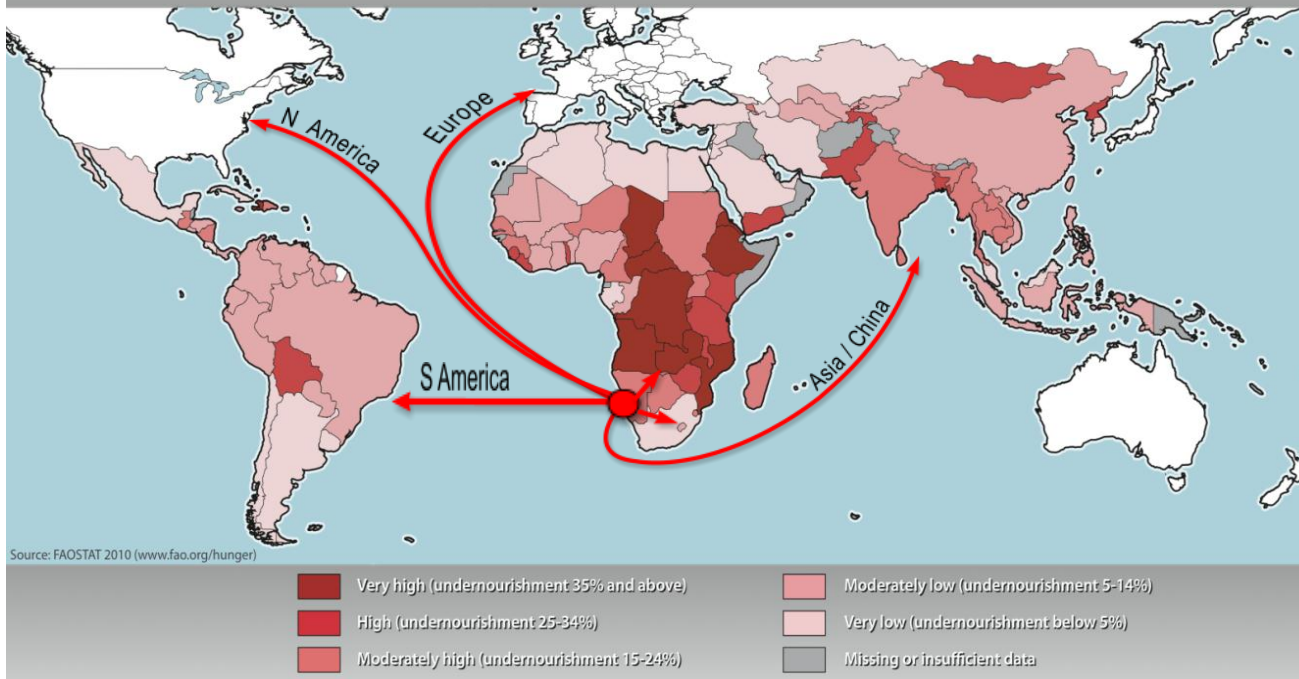 N America
Europe
S America
Asia / China
Source: FAOSTAT 2010 (www.fao.org/hunger)
Very high (undernourishment 35% and above)
High (undernourishment 25-34%)
Moderately high (undernourishment 15-24%)
Moderately low (undernourishment 5-14%)
Very low (undernourishment below 5%)
Missing or insufficient data